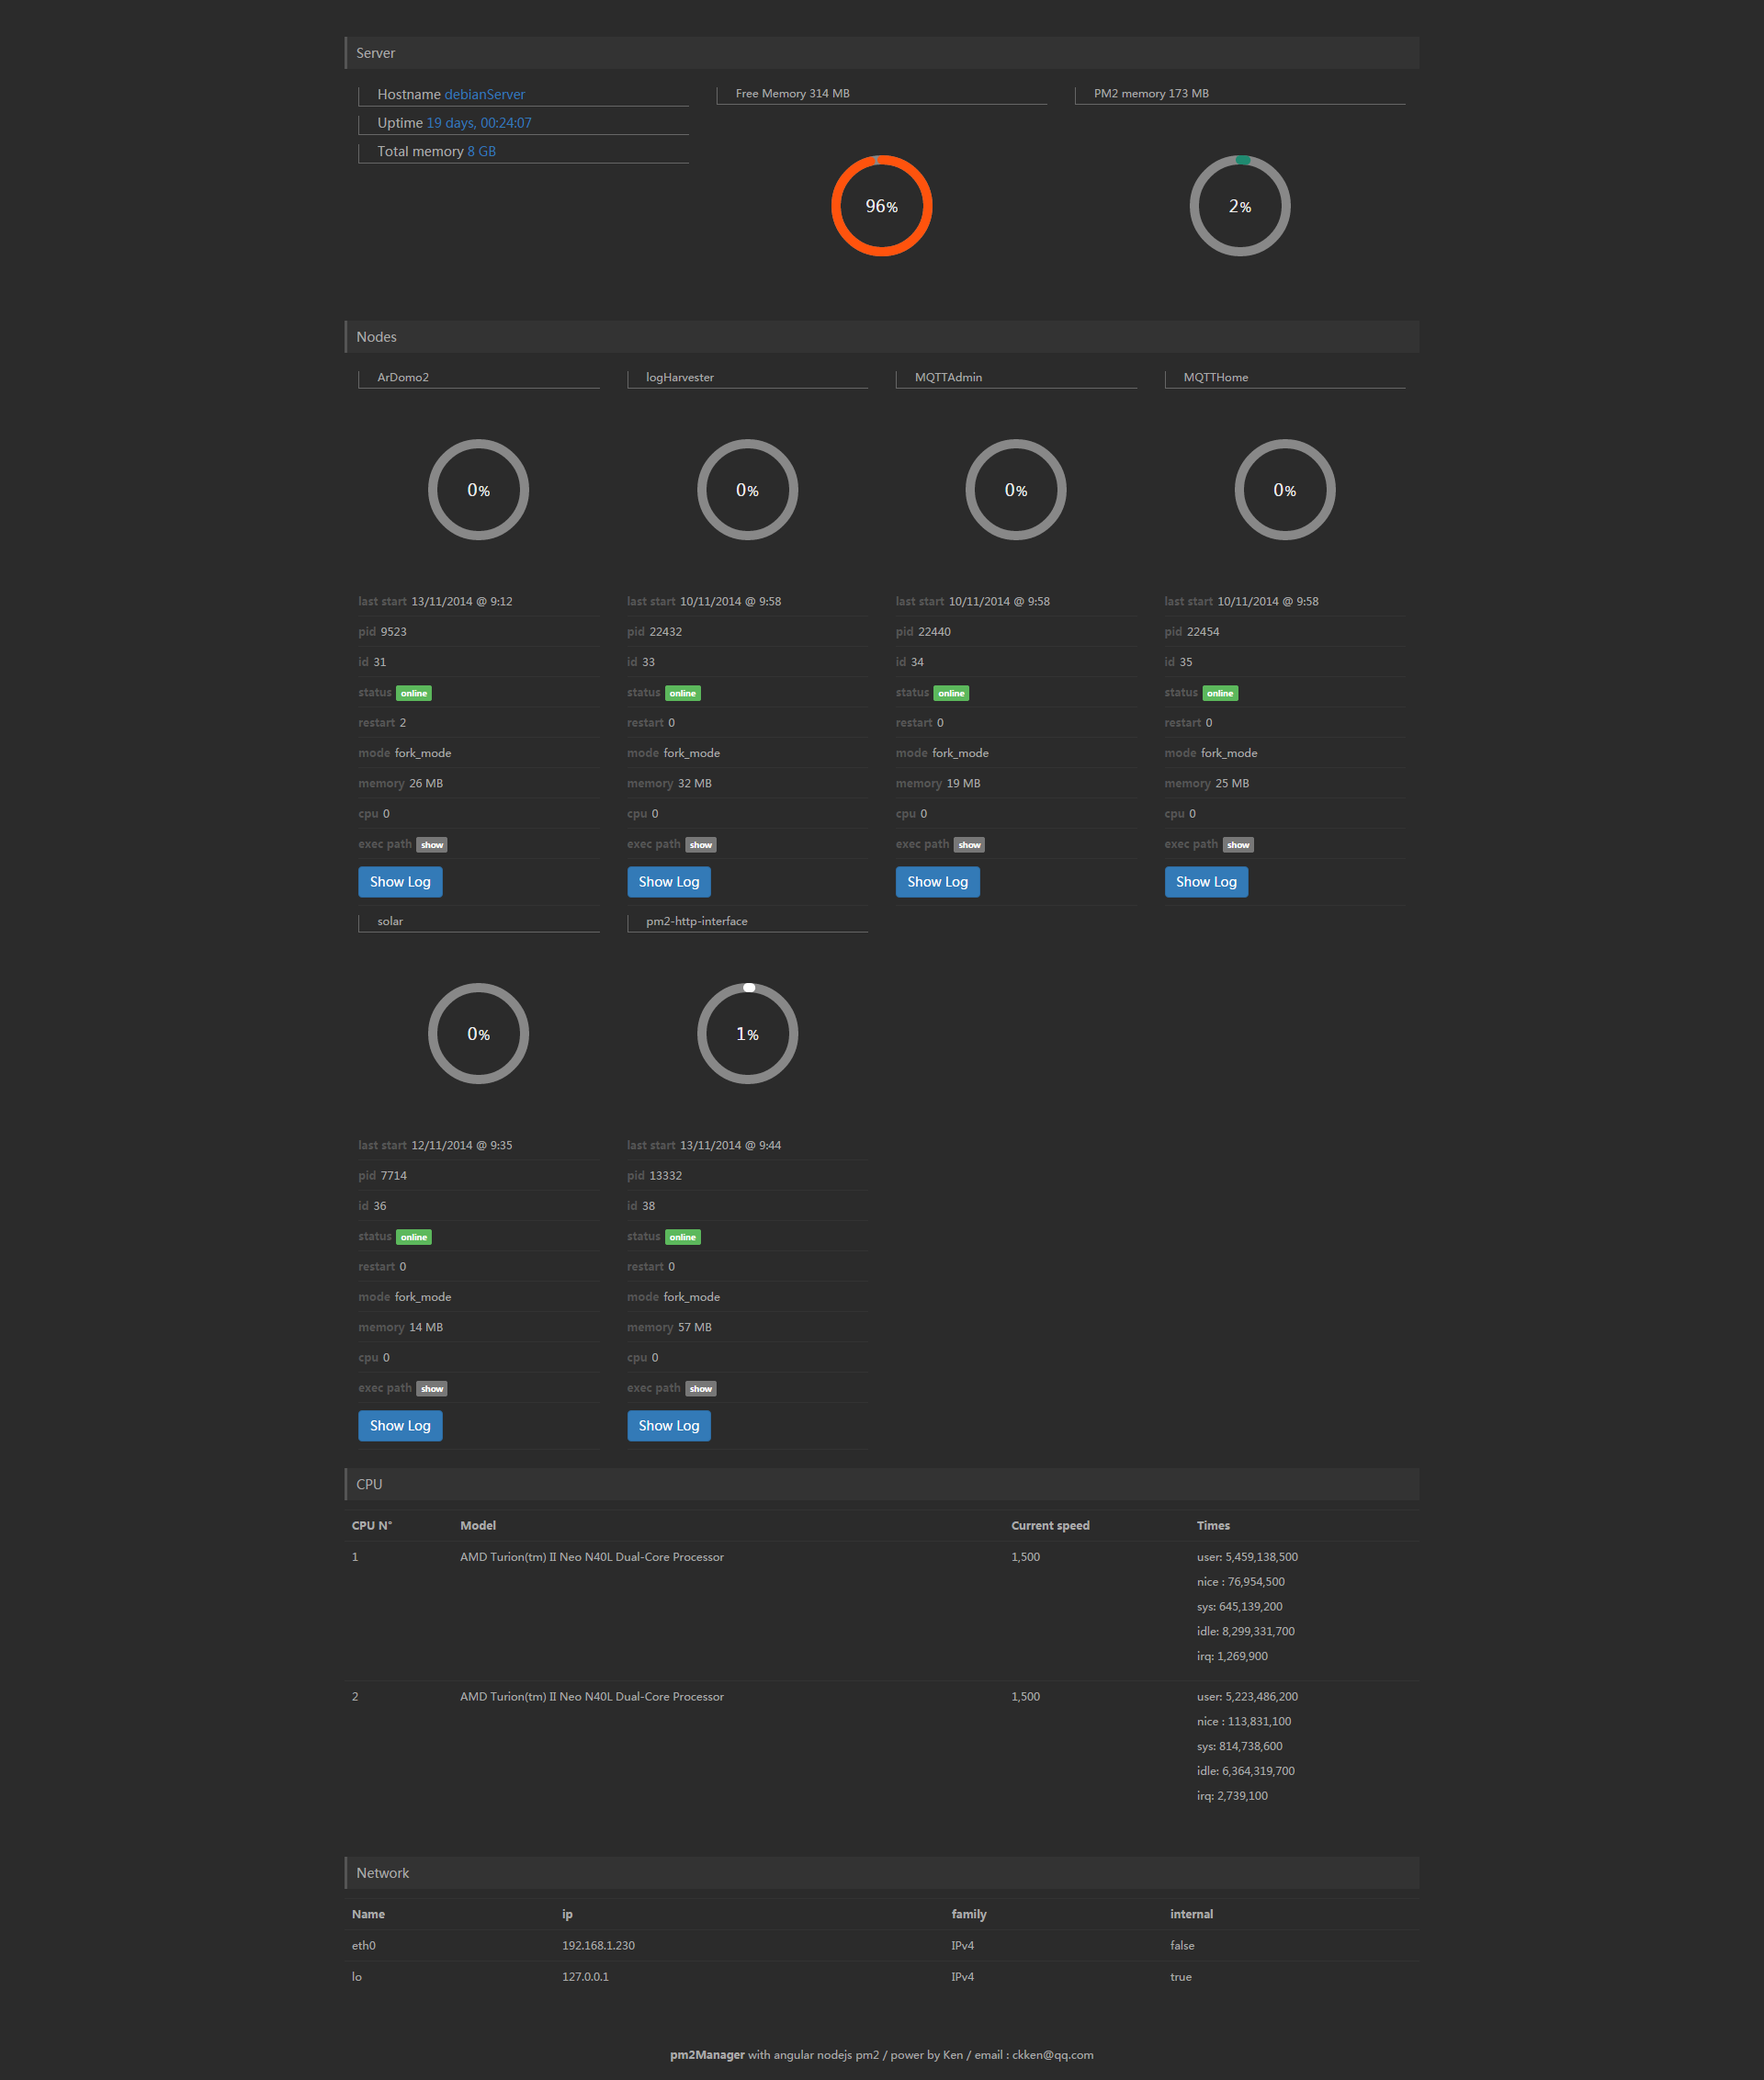 Server
Hostname debianServer
Uptime 19 days, 00:24:07
Total memory 8 GB
Free Memory 314 MB
96%
PM2 memory 173 MB
2%
Nodes
ArDomo2
0%
last start 13/11/2014 @ 9:12
pid 9523
id 31
status online
restart 2
mode fork_mode
memory 26 MB
cpu 0
exec path show
Show Log
logHarvester
0%
last start 10/11/2014 @ 9:58
pid 22432
id 33
status online
restart 0
mode fork_mode
memory 32 MB
cpu 0
exec path show
Show Log
MQTTAdmin
0%
last start 10/11/2014 @ 9:58
pid 22440
id 34
status online
restart 0
mode fork_mode
memory 19 MB
cpu 0
exec path show
Show Log
MQTTHome
0%
last start 10/11/2014 @ 9:58
pid 22454
id 35
status online
restart 0
mode fork_mode
memory 25 MB
cpu 0
exec path show
Show Log
solar
0%
last start 12/11/2014 @ 9:35
pid 7714
id 36
status online
restart 0
mode fork_mode
memory 14 MB
cpu 0
exec path show
Show Log
pm2-http-interface
1%
last start 13/11/2014 @ 9:44
pid 13332
id 38
status online
restart 0
mode fork_mode
memory 57 MB
cpu 0
exec path show
Show Log
CPU
CPU N° Model Current speed Times
1 AMD Turion(tm) II Neo N40L Dual-Core Processor 1,500 user: 5,459,138,500
nice : 76,954,500
sys: 645,139,200
idle: 8,299,331,700
irq: 1,269,900
2 AMD Turion(tm) II Neo N40L Dual-Core Processor 1,500 user: 5,223,486,200
nice : 113,831,100
sys: 814,738,600
idle: 6,364,319,700
irq: 2,739,100
Network
Name ip family internal
eth0 192.168.1.230 IPv4 false
lo 127.0.0.1 IPv4 true
pm2Manager with angular nodejs pm2 / power by Ken / email : ckken@qq.com